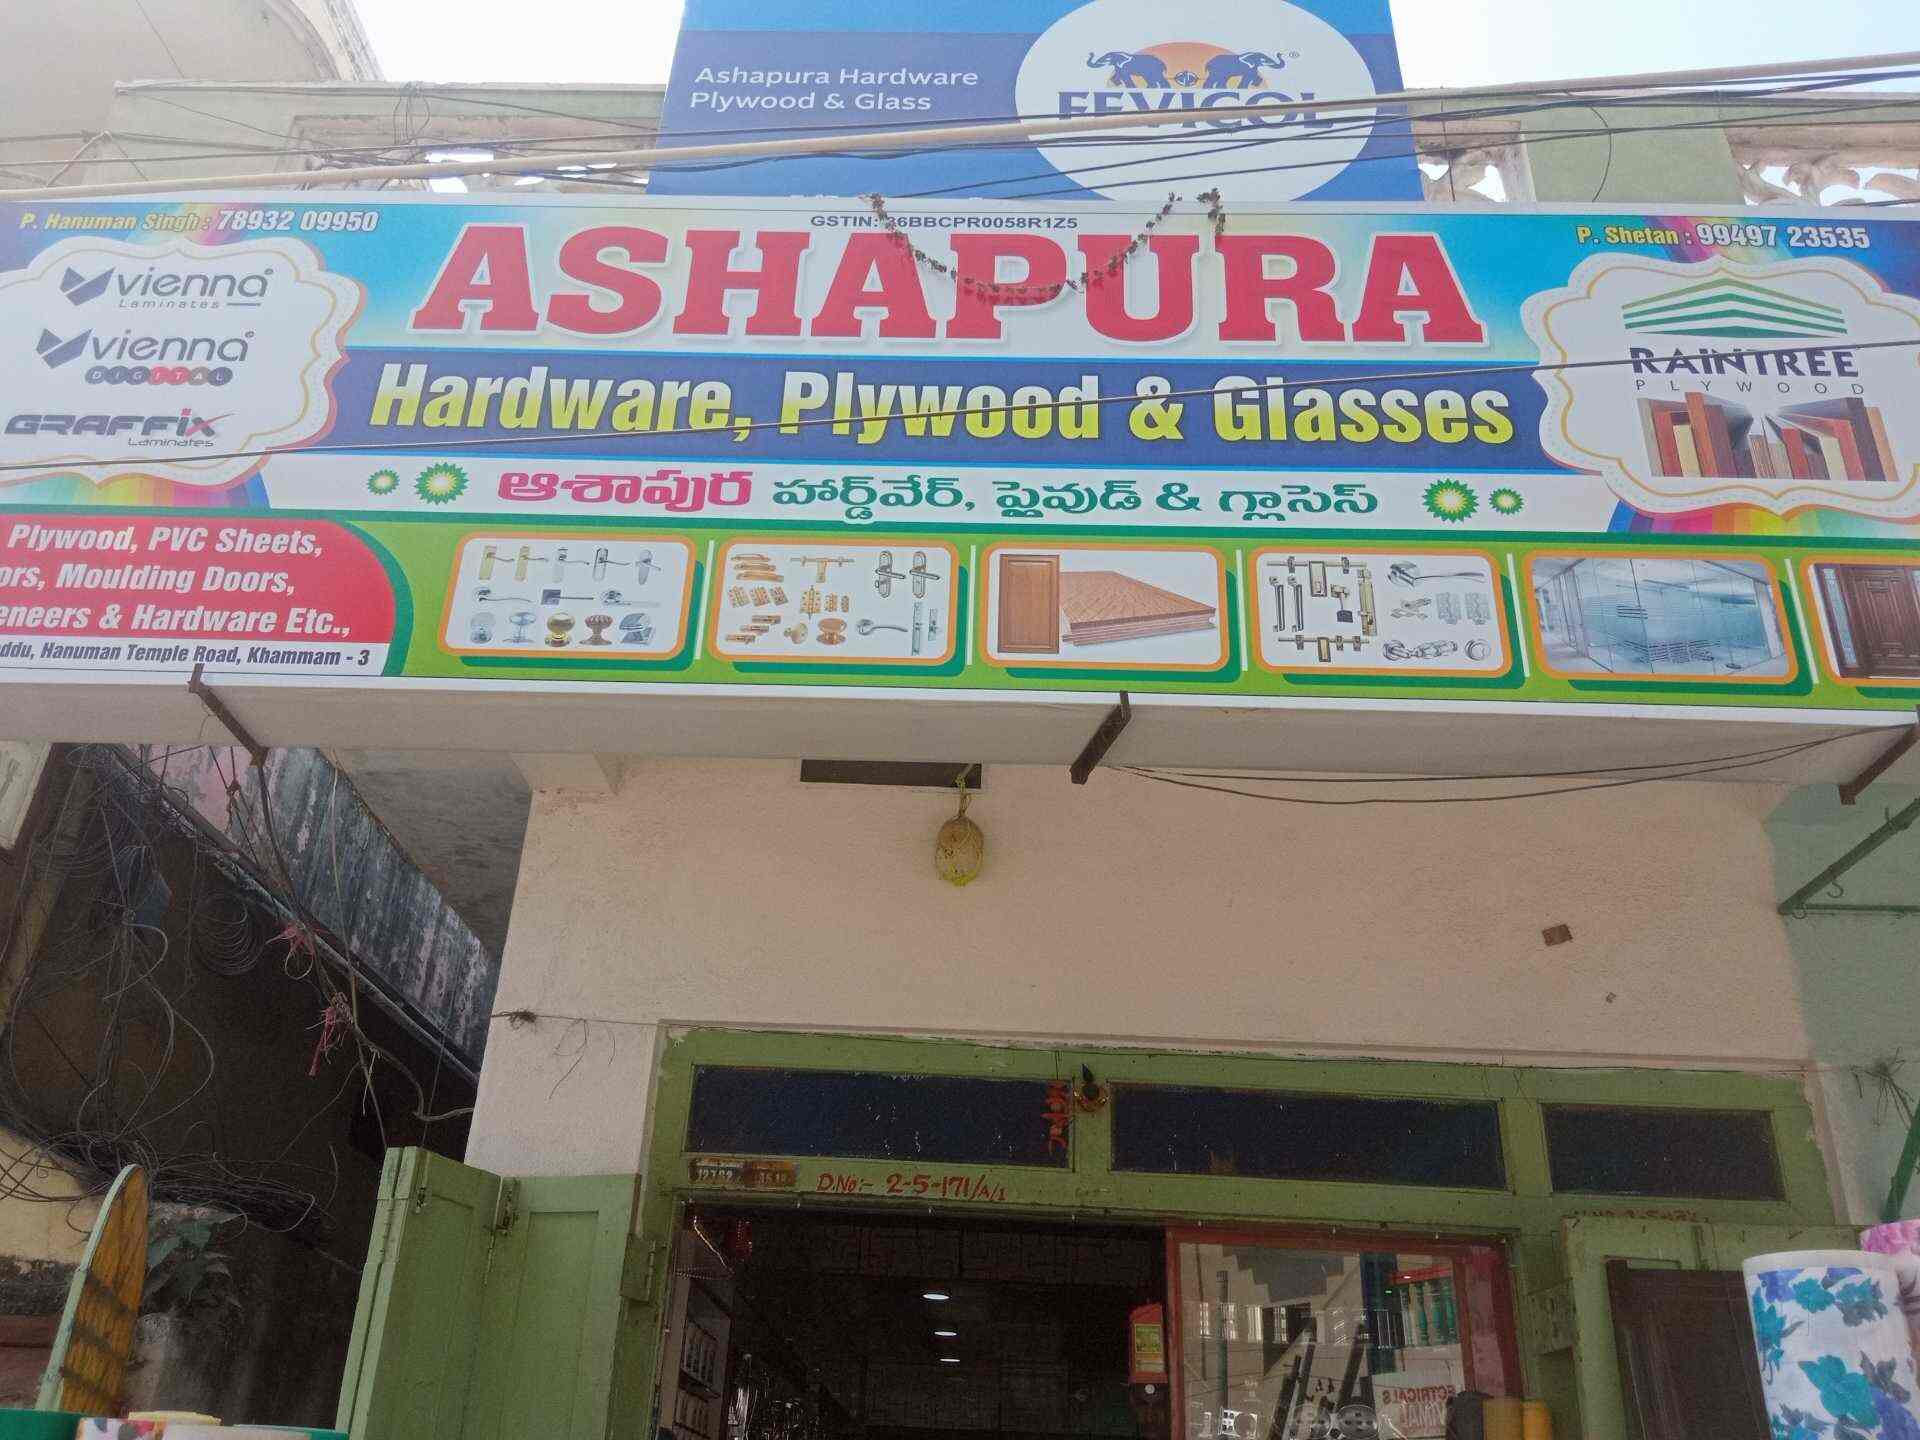 Ashapura Hardware
Plywood & Glass
FEVICOL
P. Hanuman Singh : 78932 09950
GSTIN: 36BBCPR0058R1Z5
P. Shetan : 99497 23535
ASHAPURA
vienna
Laminates
vienna
DIGITAL
GRAFFIX
Laminates
Hardware, Plywood & Glasses
RAINTREE
PLYWOOD
ఆశాపుర హార్డ్‌వేర్, ప్లైవుడ్ & గ్లాసెస్
Plywood, PVC Sheets,
Moulding Doors,
& Hardware Etc.,
Hanuman Temple Road, Khammam - 3
D.No:- 2-5-171/A/1